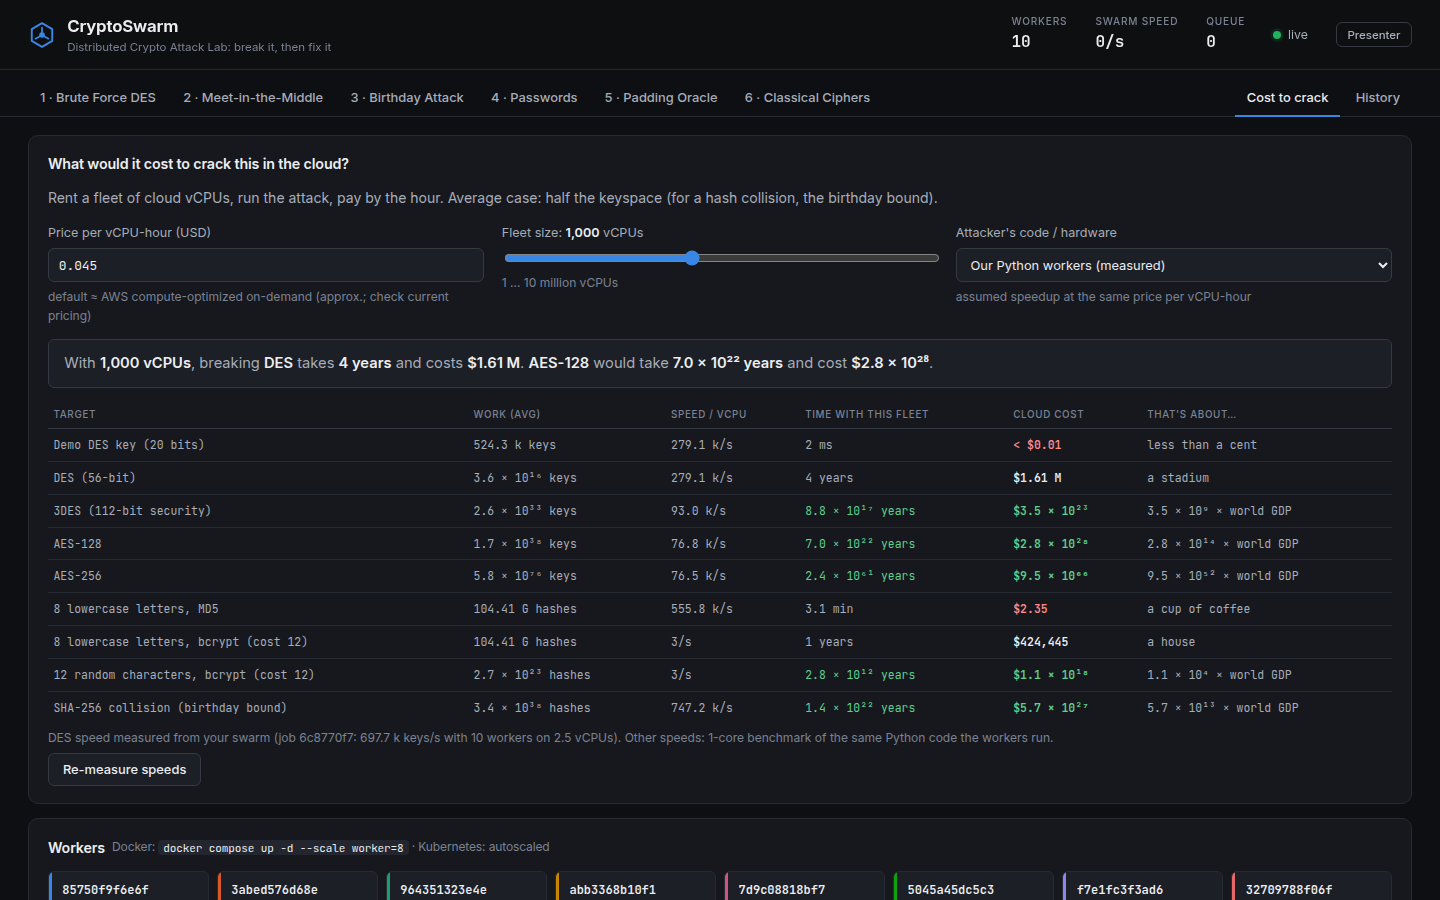 CryptoSwarm
Distributed Crypto Attack Lab: break it, then fix it
WORKERS SWARM SPEED QUEUE
10 0/s 0 live Presenter
1 · Brute Force DES 2 · Meet-in-the-Middle 3 · Birthday Attack 4 · Passwords 5 · Padding Oracle 6 · Classical Ciphers Cost to crack History
What would it cost to crack this in the cloud?
Rent a fleet of cloud vCPUs, run the attack, pay by the hour. Average case: half the keyspace (for a hash collision, the birthday bound).
Price per vCPU-hour (USD) Fleet size: 1,000 vCPUs Attacker's code / hardware
0.045 Our Python workers (measured)
1 ... 10 million vCPUs
default ≈ AWS compute-optimized on-demand (approx.; check current assumed speedup at the same price per vCPU-hour
pricing)
With 1,000 vCPUs, breaking DES takes 4 years and costs $1.61 M. AES-128 would take 7.0 × 10²² years and cost $2.8 × 10²⁸.
TARGET WORK (AVG) SPEED / VCPU TIME WITH THIS FLEET CLOUD COST THAT'S ABOUT…
Demo DES key (20 bits) 524.3 k keys 279.1 k/s 2 ms < $0.01 less than a cent
DES (56-bit) 3.6 × 10¹⁶ keys 279.1 k/s 4 years $1.61 M a stadium
3DES (112-bit security) 2.6 × 10³³ keys 93.0 k/s 8.8 × 10¹⁷ years $3.5 × 10²³ 3.5 × 10⁹ × world GDP
AES-128 1.7 × 10³⁸ keys 76.8 k/s 7.0 × 10²² years $2.8 × 10²⁸ 2.8 × 10¹⁴ × world GDP
AES-256 5.8 × 10⁷⁶ keys 76.5 k/s 2.4 × 10⁶¹ years $9.5 × 10⁶⁶ 9.5 × 10⁵² × world GDP
8 lowercase letters, MD5 104.41 G hashes 555.8 k/s 3.1 min $2.35 a cup of coffee
8 lowercase letters, bcrypt (cost 12) 104.41 G hashes 3/s 1 years $424,445 a house
12 random characters, bcrypt (cost 12) 2.7 × 10²³ hashes 3/s 2.8 × 10¹² years $1.1 × 10¹⁸ 1.1 × 10⁴ × world GDP
SHA-256 collision (birthday bound) 3.4 × 10³⁸ hashes 747.2 k/s 1.4 × 10²² years $5.7 × 10²⁷ 5.7 × 10¹³ × world GDP
DES speed measured from your swarm (job 6c8770f7: 697.7 k keys/s with 10 workers on 2.5 vCPUs). Other speeds: 1-core benchmark of the same Python code the workers run.
Re-measure speeds
Workers Docker: docker compose up -d --scale worker=8 · Kubernetes: autoscaled
85750f9f6e6f 3abed576d68e 964351323e4e abb3368b10f1 7d9c08818bf7 5045a45dc5c3 f7e1fc3f3ad6 32709788f06f